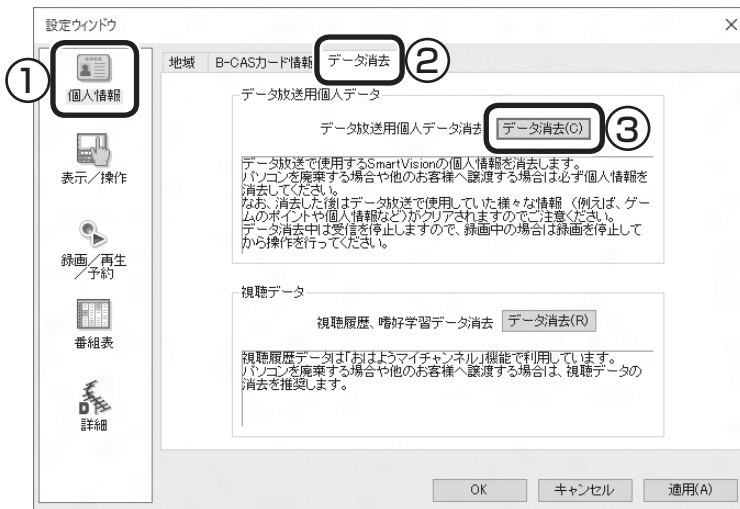 設定ウィンドウ
①
個人情報
表示／操作
録画／再生
／予約
番組表
詳細
地域 B-CASカード情報 データ消去 ②
データ放送用個人データ
データ放送用個人データ消去 データ消去(C) ③
データ放送で使用するSmartVisionの個人情報を消去します。
パソコンを廃棄する場合や他のお客様へ譲渡する場合は必ず個人情報を
消去してください。
なお、消去した後はデータ放送で使用していた様々な情報 （例えば、ゲー
ムのポイントや個人情報など）がクリアされますのでご注意ください。
データ消去中は受信を停止しますので、録画中の場合は録画を停止して
から操作を行ってください。
視聴データ
視聴履歴、嗜好学習データ消去 データ消去(R)
視聴履歴データは「おはようマイチャンネル」機能で利用しています。
パソコンを廃棄する場合や他のお客様へ譲渡する場合は、視聴データの
消去を推奨します。
OK キャンセル 適用(A)